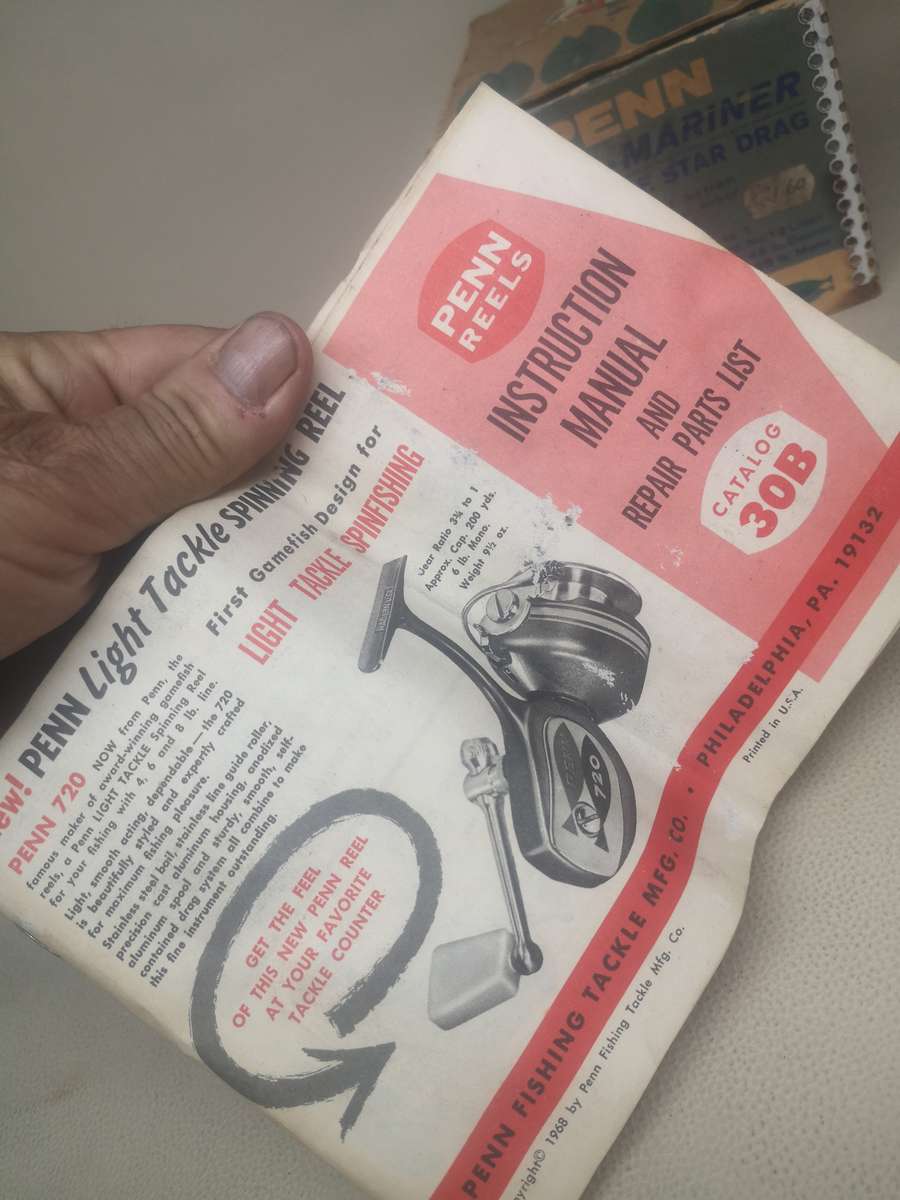 PENN
MARINER
STAR DRAG
PENN
REELS
INSTRUCTION
MANUAL
AND
REPAIR PARTS LIST
CATALOG
30B
PENN Light Tackle SPINNING REEL
First Gamefish Design for
LIGHT TACKLE SPINFISHING
Gear Ratio 3¾ to 1
Approx. Cap. 200 yds.
6 lb. Mono.
Weight 9½ oz.
PENN 720 NOW from Penn, the
famous maker of award-winning gamefish
reels, a Penn LIGHT TACKLE Spinning Reel
for your fishing with 4, 6 and 8 lb. line.
Light, smooth acting, dependable — the 720
is beautifully styled and expertly crafted
for maximum fishing pleasure.
Stainless steel bail, stainless line guide roller,
precision cast aluminum housing, anodized
aluminum spool and sturdy, smooth, self-
contained drag system all combine to make
this fine instrument outstanding.
720
GET THE FEEL
OF THIS NEW PENN REEL
AT YOUR FAVORITE
TACKLE COUNTER
PENN FISHING TACKLE MFG. CO. • PHILADELPHIA, PA. 19132
Printed in U.S.A.
© 1968 by Penn Fishing Tackle Mfg. Co.